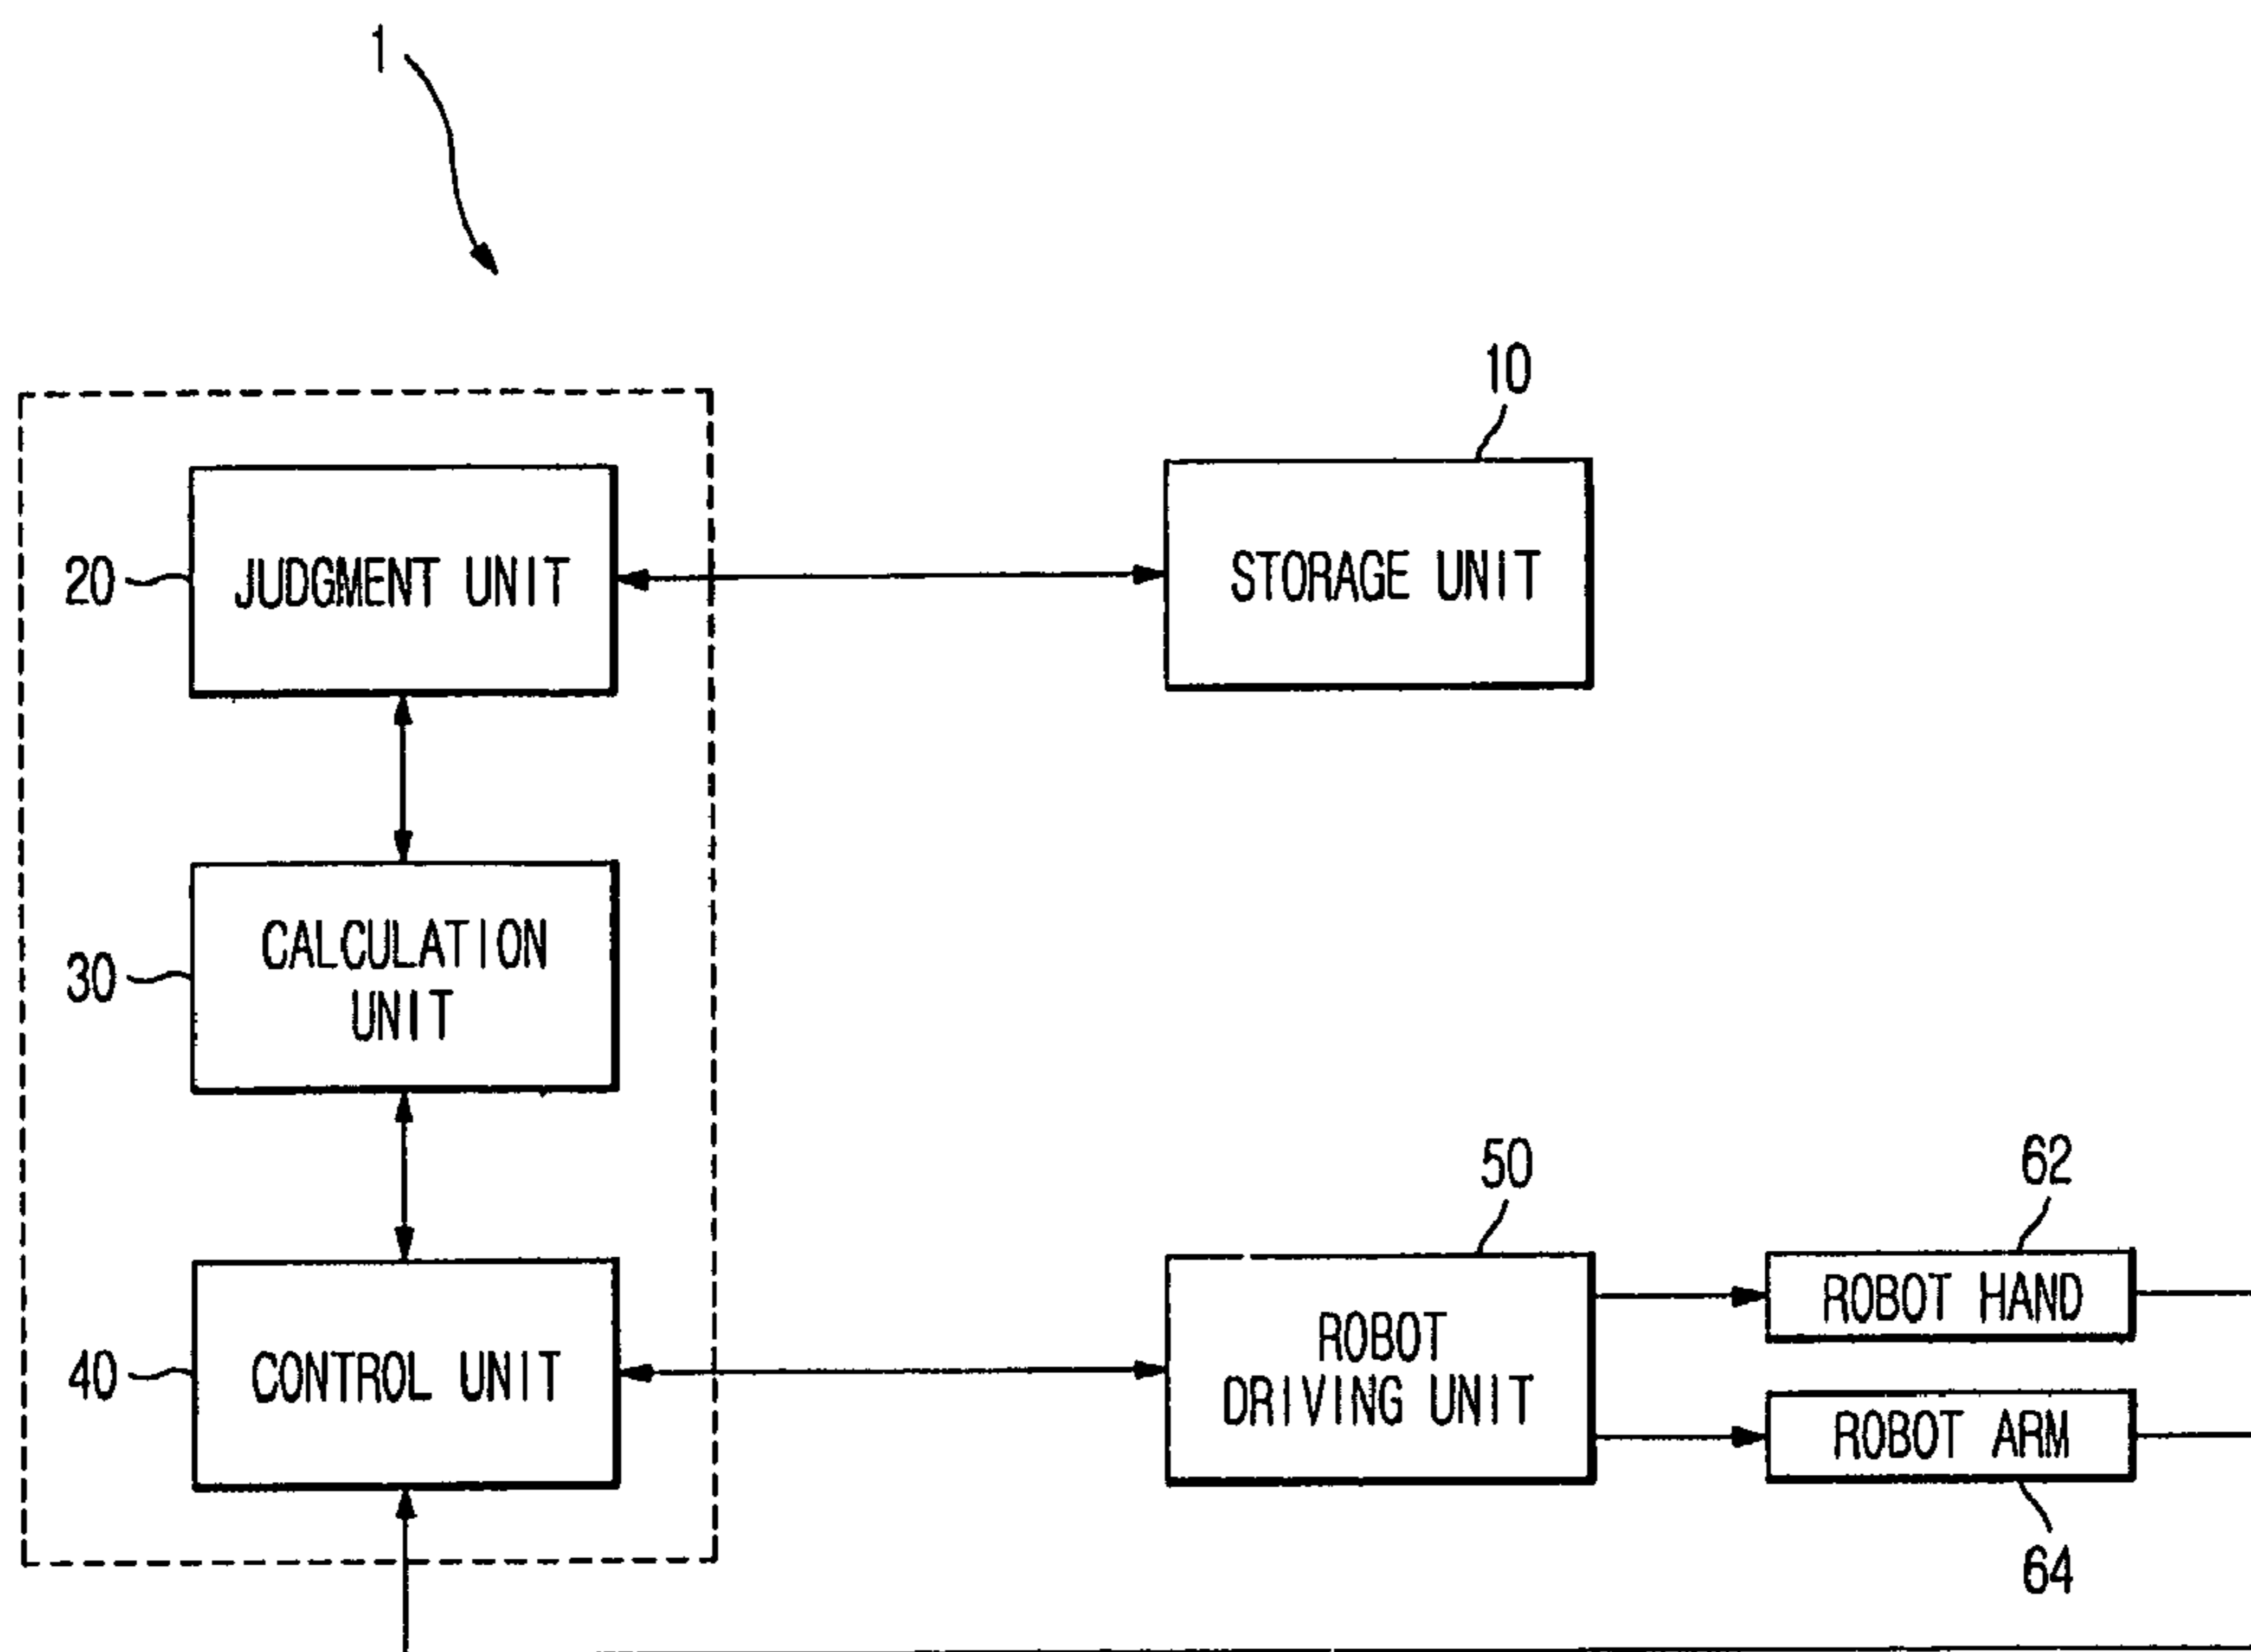 1
10
20
JUDGMENT UNIT
STORAGE UNIT
30
CALCULATION
UNIT
50
62
ROBOT HAND
40
CONTROL UNIT
ROBOT
DRIVING UNIT
ROBOT ARM
64